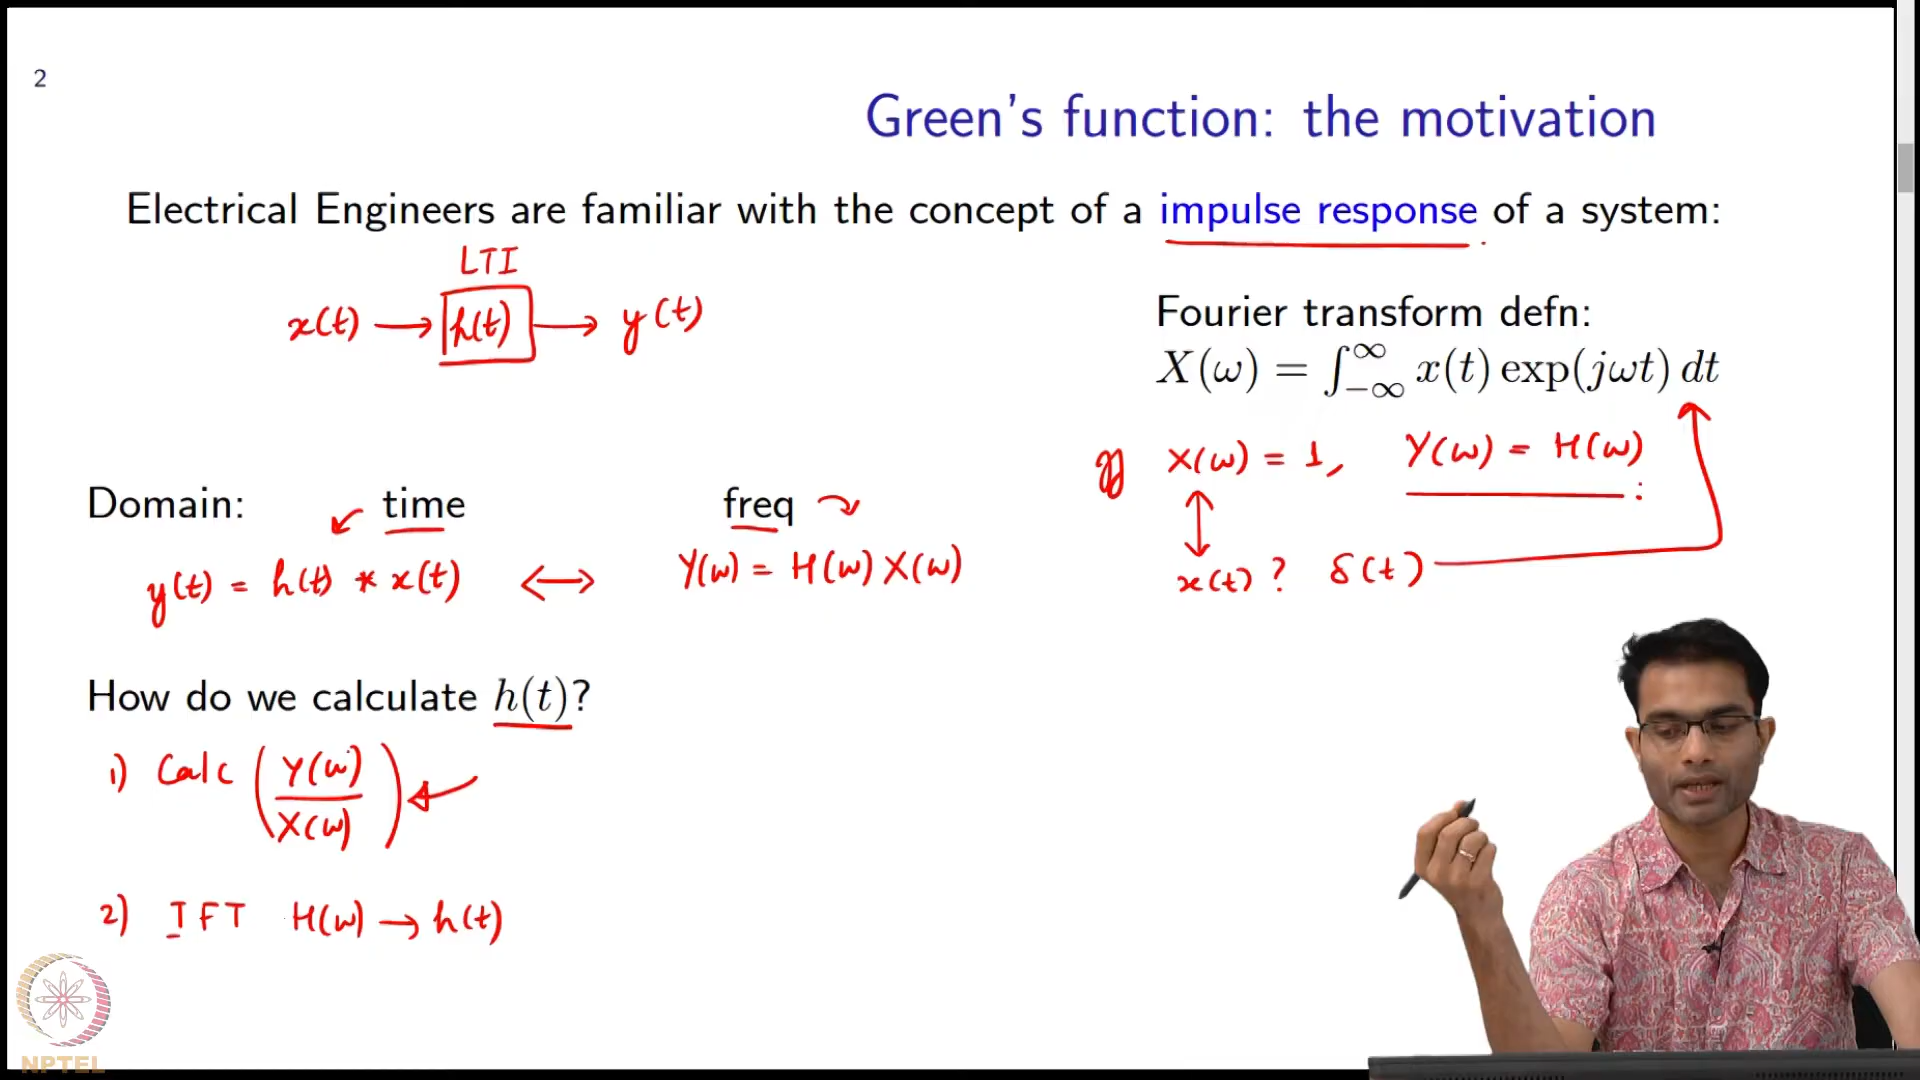 2
Green's function: the motivation
Electrical Engineers are familiar with the concept of a impulse response of a system:
LTI
x(t) → h(t) → y(t)
Fourier transform defn:
X(ω) = ∫_{-∞}^{∞} x(t) exp(jωt) dt
If X(ω) = 1, Y(ω) = H(ω)
x(t) ? δ(t)
Domain: time freq
y(t) = h(t) * x(t) ↔ Y(ω) = H(ω) X(ω)
How do we calculate h(t)?
1) Calc (Y(ω)/X(ω))
2) IFT H(ω) → h(t)
NPTEL